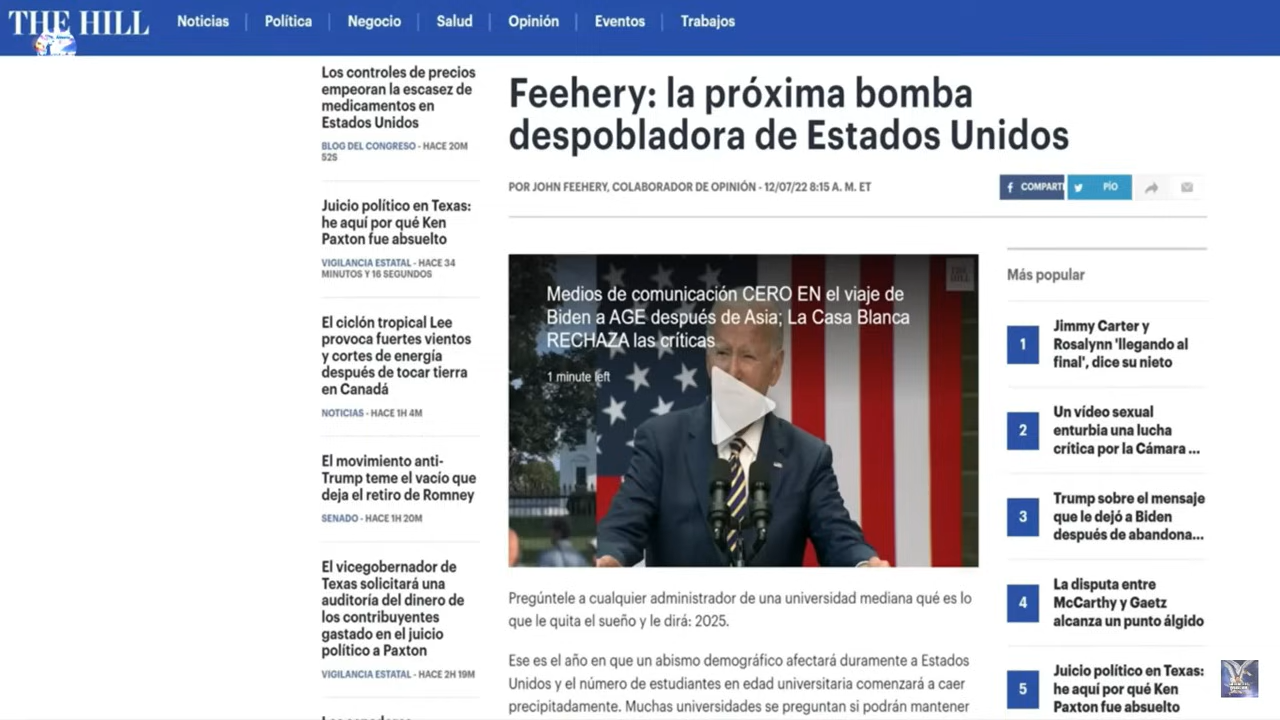 THE HILL
Noticias
Política
Negocio
Salud
Opinión
Eventos
Trabajos
Los controles de precios
empeoran la escasez de
medicamentos en
Estados Unidos
BLOG DEL CONGRESO - HACE 20M
52S
Juicio político en Texas:
he aquí por qué Ken
Paxton fue absuelto
VIGILANCIA ESTATAL - HACE 34
MINUTOS Y 16 SEGUNDOS
El ciclón tropical Lee
provoca fuertes vientos
y cortes de energía
después de tocar tierra
en Canadá
NOTICIAS - HACE 1H 4M
El movimiento anti-
Trump teme el vacío que
deja el retiro de Romney
SENADO - HACE 1H 20M
El vicegobernador de
Texas solicitará una
auditoría del dinero de
los contribuyentes
gastado en el juicio
político a Paxton
VIGILANCIA ESTATAL - HACE 2H 19M
Feehery: la próxima bomba
despobladora de Estados Unidos
POR JOHN FEEHERY, COLABORADOR DE OPINIÓN - 12/07/22 8:15 A. M. ET
COMPARTI
PÍO
THE
HILL
Medios de comunicación CERO EN el viaje de
Biden a AGE después de Asia; La Casa Blanca
RECHAZA las críticas
1 minute left
Pregúntele a cualquier administrador de una universidad mediana qué es lo
que le quita el sueño y le dirá: 2025.
Ese es el año en que un abismo demográfico afectará duramente a Estados
Unidos y el número de estudiantes en edad universitaria comenzará a caer
precipitadamente. Muchas universidades se preguntan si podrán mantener
Más popular
1
Jimmy Carter y
Rosalynn 'llegando al
final', dice su nieto
2
Un vídeo sexual
enturbia una lucha
crítica por la Cámara ...
3
Trump sobre el mensaje
que le dejó a Biden
después de abandona...
4
La disputa entre
McCarthy y Gaetz
alcanza un punto álgido
5
Juicio político en Texas:
he aquí por qué Ken
Paxton fue absuelto